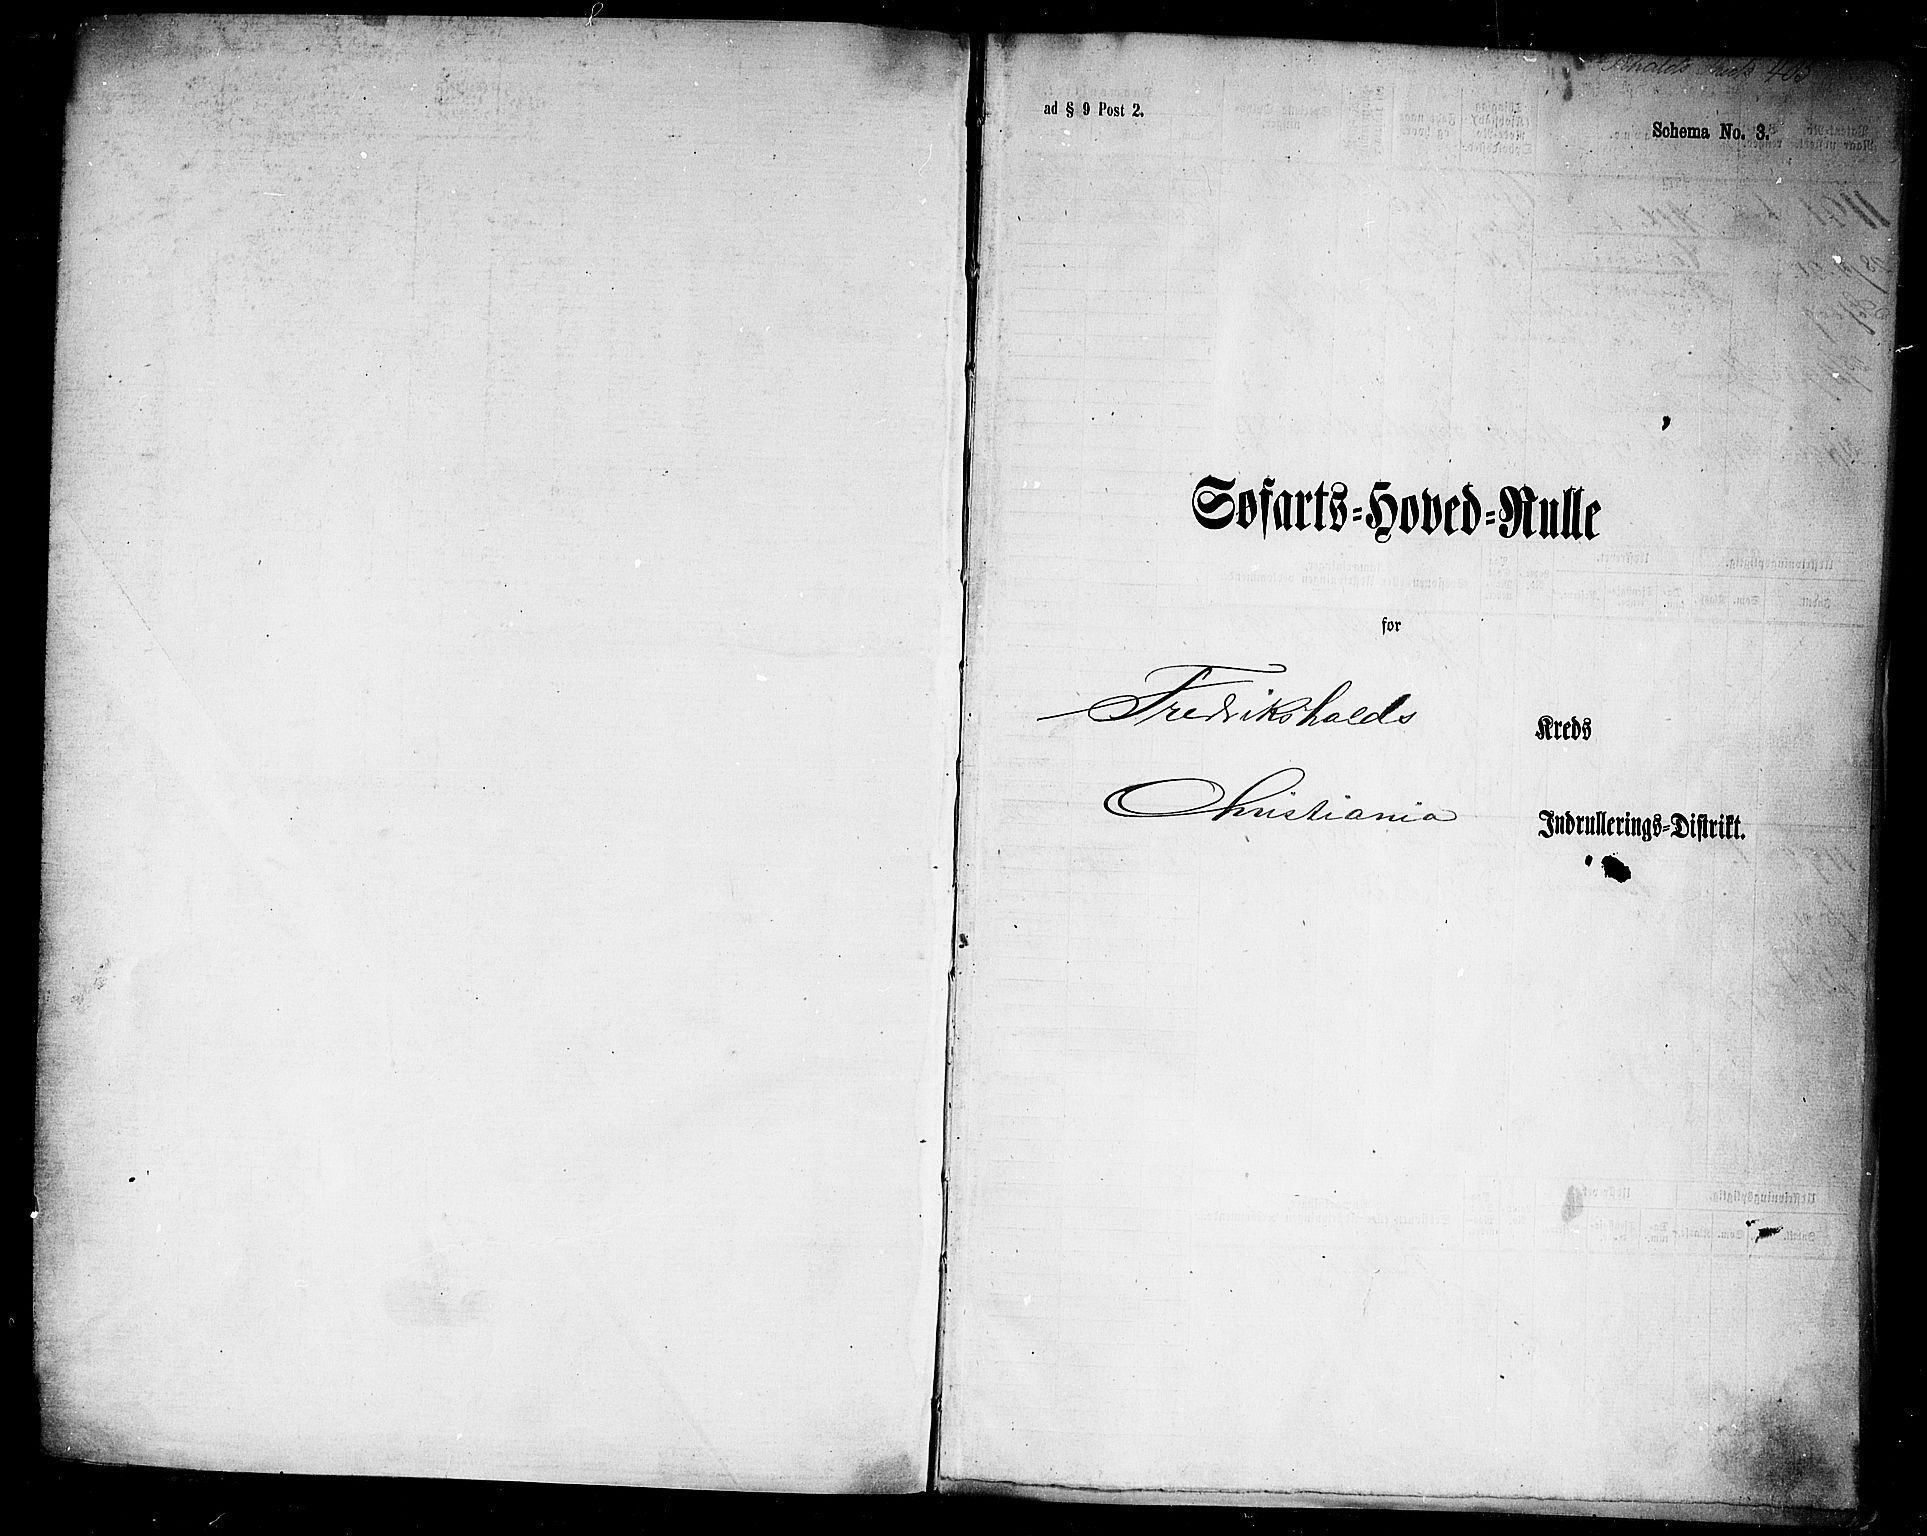 ad § 9 Post 2.
Schema No. 3.
Søfarts-Hoved-Rulle
for
Fredrikshalds Kreds
Christiania Indrullerings-Distrikt.